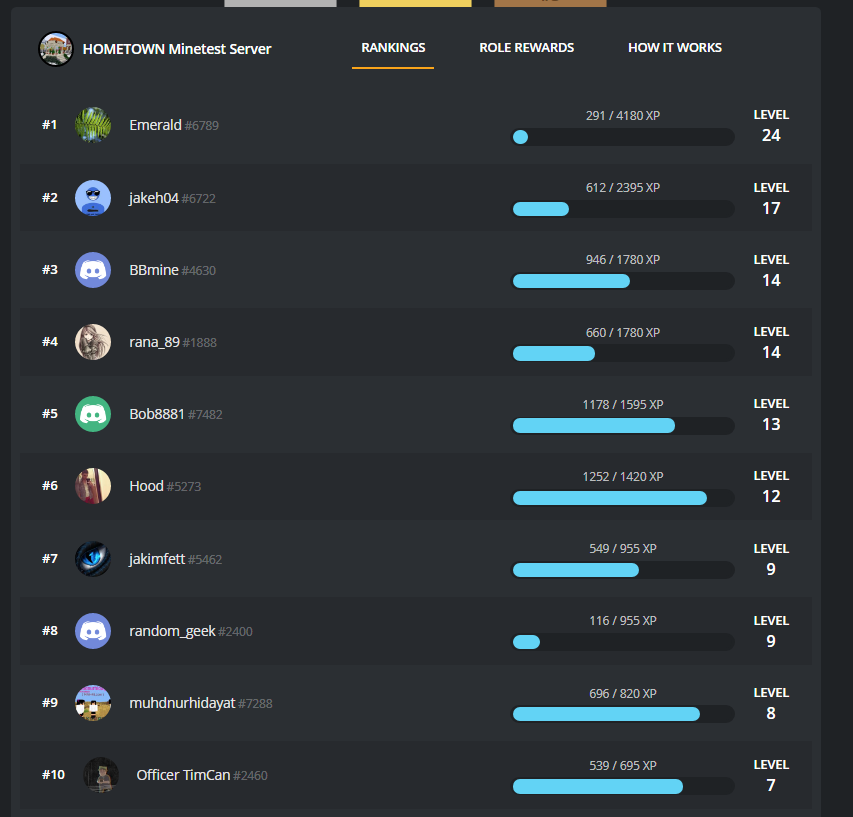 HOMETOWN Minetest Server RANKINGS ROLE REWARDS HOW IT WORKS
#1 Emerald #6789 291 / 4180 XP LEVEL 24
#2 jakeh04 #6722 612 / 2395 XP LEVEL 17
#3 BBmine #4630 946 / 1780 XP LEVEL 14
#4 rana_89 #1888 660 / 1780 XP LEVEL 14
#5 Bob8881 #7482 1178 / 1595 XP LEVEL 13
#6 Hood #5273 1252 / 1420 XP LEVEL 12
#7 jakimfett #5462 549 / 955 XP LEVEL 9
#8 random_geek #2400 116 / 955 XP LEVEL 9
#9 muhdnurhidayat #7288 696 / 820 XP LEVEL 8
#10 Officer TimCan #2460 539 / 695 XP LEVEL 7